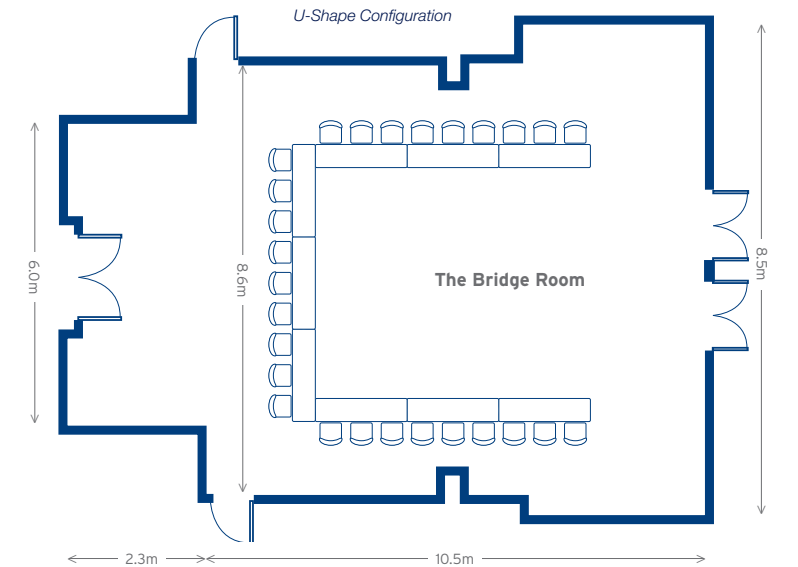 U-Shape Configuration
6.0m
8.6m
The Bridge Room
8.5m
2.3m
10.5m